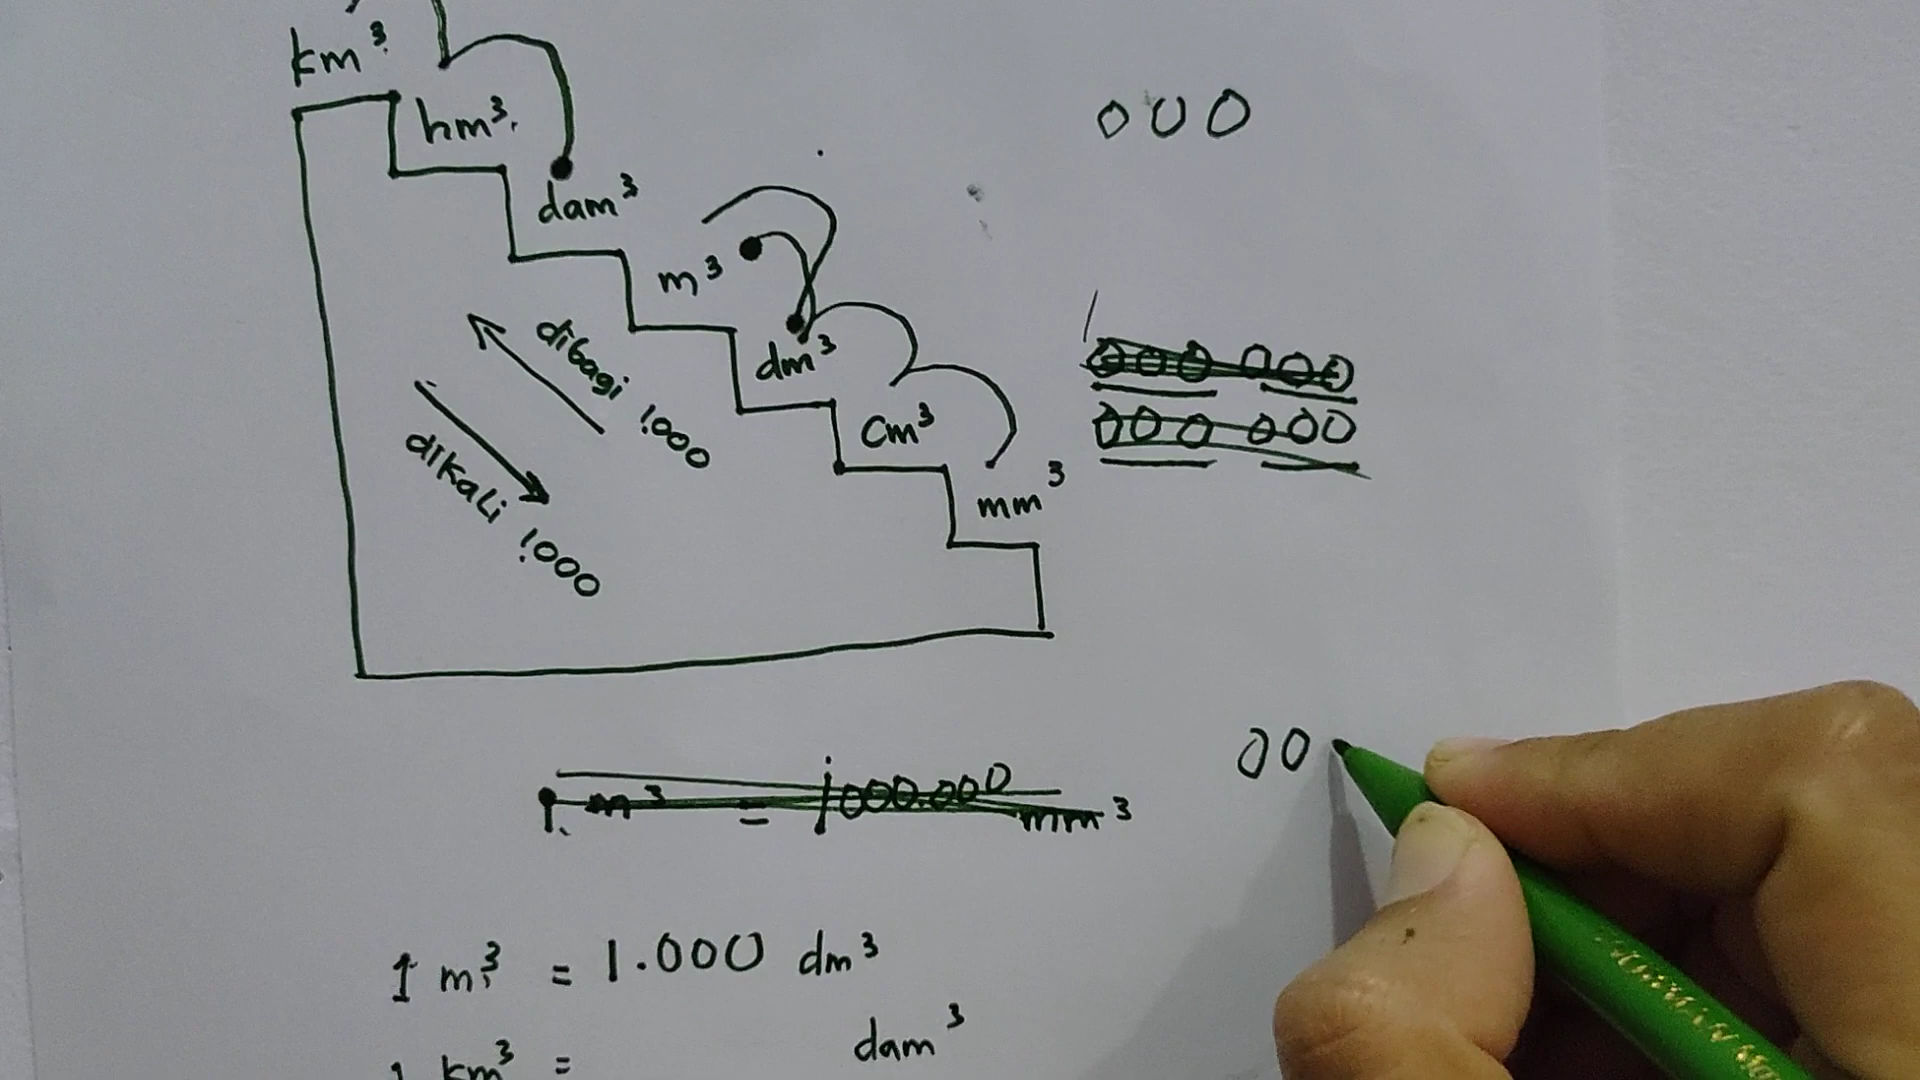 km³
hm³.
dam³
m³
dm³
cm³
mm³
dibagi 1.000
dikali 1.000
000
1
000 000
000 000
1 m³ = 1000.000 mm³
00
1 m³ = 1.000 dm³
1 km³ = dam³